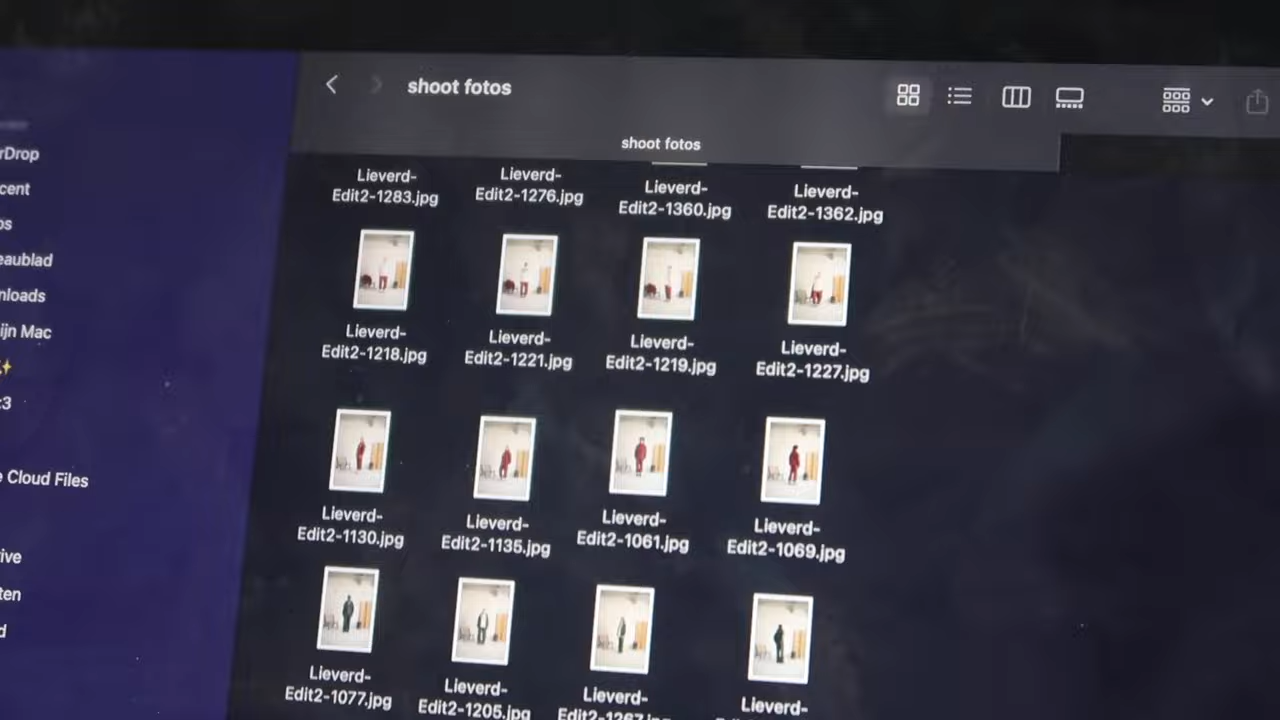 shoot fotos
shoot fotos
rDrop
cent
os
eaublad
nloads
ijn Mac
:3
e Cloud Files
ive
ten
d
Lieverd-
Edit2-1283.jpg
Lieverd-
Edit2-1276.jpg
Lieverd-
Edit2-1360.jpg
Lieverd-
Edit2-1362.jpg
Lieverd-
Edit2-1218.jpg
Lieverd-
Edit2-1221.jpg
Lieverd-
Edit2-1219.jpg
Lieverd-
Edit2-1227.jpg
Lieverd-
Edit2-1130.jpg
Lieverd-
Edit2-1135.jpg
Lieverd-
Edit2-1061.jpg
Lieverd-
Edit2-1069.jpg
Lieverd-
Edit2-1077.jpg
Lieverd-
Edit2-1205.jpg
Lieverd-
Edit2-1267.jpg
Lieverd-